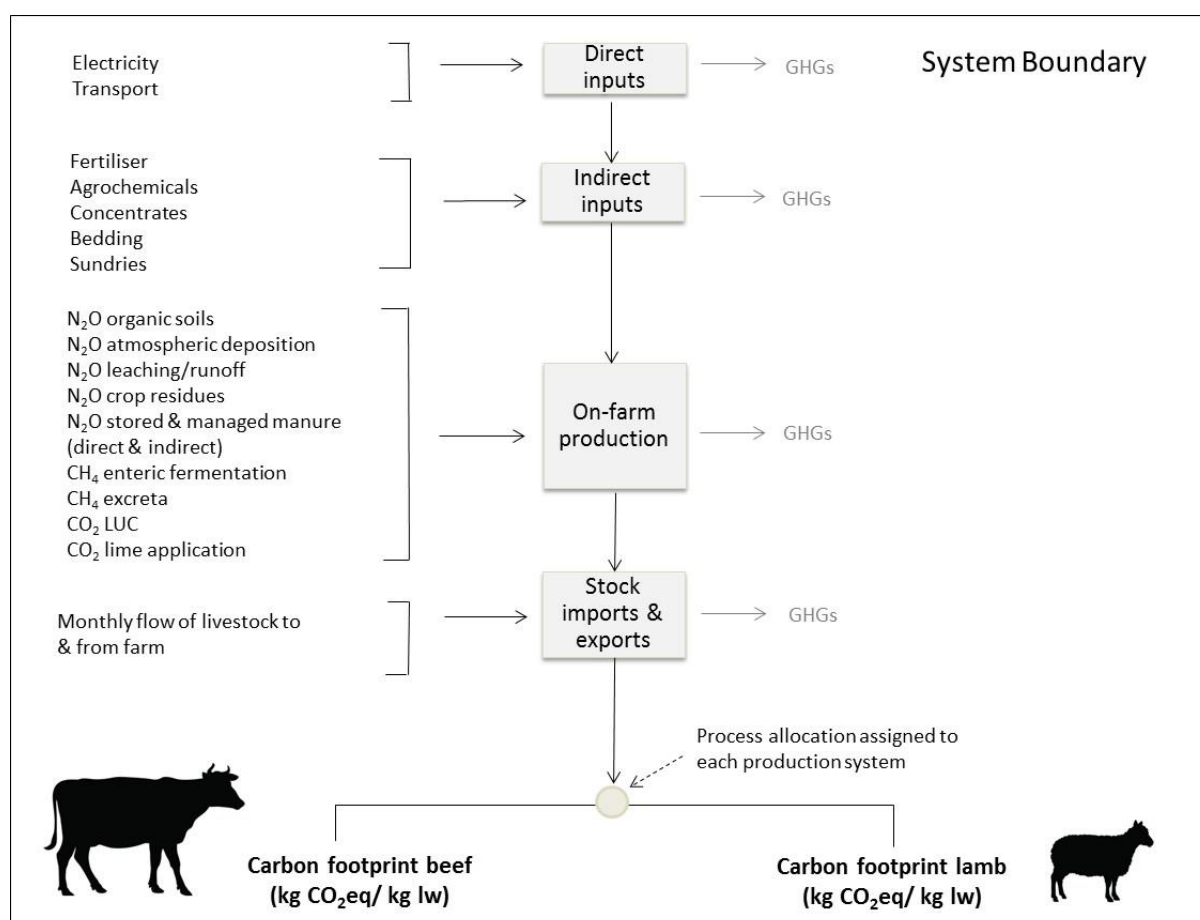 System Boundary
Electricity
Transport
Direct
inputs
GHGs
Fertiliser
Agrochemicals
Concentrates
Bedding
Sundries
Indirect
inputs
GHGs
N₂O organic soils
N₂O atmospheric deposition
N₂O leaching/runoff
N₂O crop residues
N₂O stored & managed manure
(direct & indirect)
CH₄ enteric fermentation
CH₄ excreta
CO₂ LUC
CO₂ lime application
On-farm
production
GHGs
Monthly flow of livestock to
& from farm
Stock
imports &
exports
GHGs
Process allocation assigned to
each production system
Carbon footprint beef
(kg CO₂eq/ kg lw)
Carbon footprint lamb
(kg CO₂eq/ kg lw)